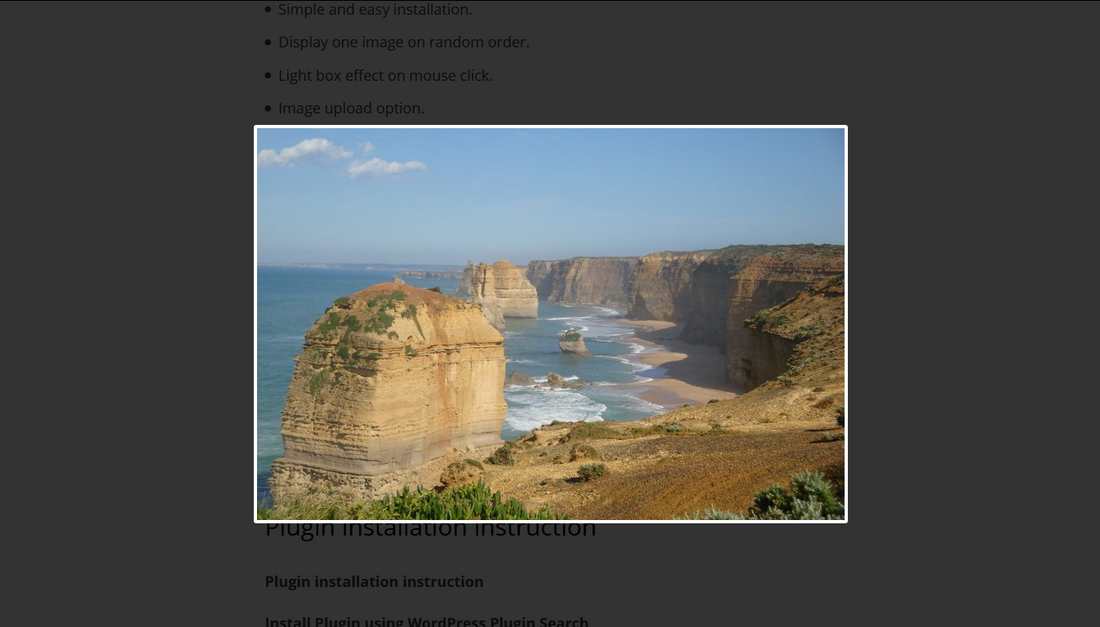 Simple and easy installation.
Display one image on random order.
Light box effect on mouse click.
Image upload option.
Plugin installation instruction
Plugin installation instruction
Install Plugin using WordPress Plugin Search